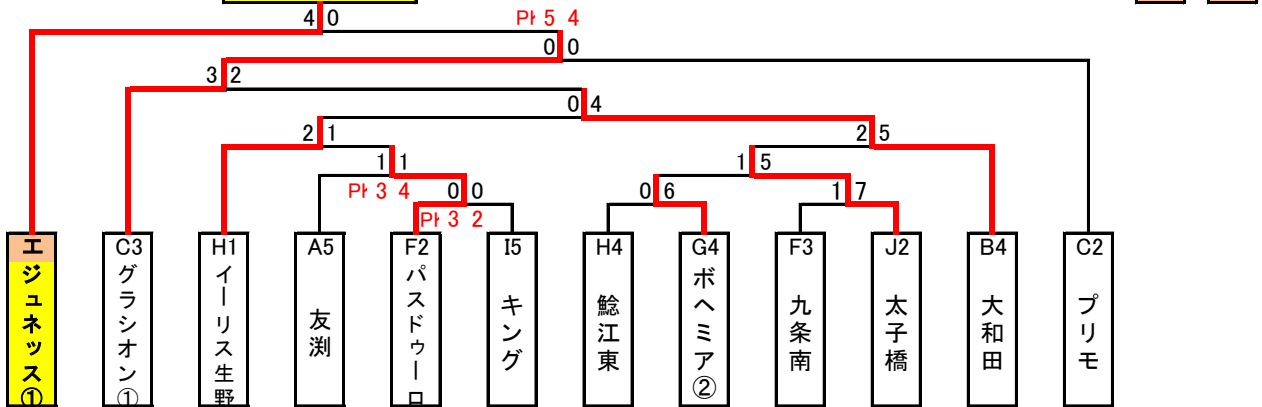 4 0 PK 5 4
0 0
3 2
0 4
2 1 2 5
1 1 1 5
PK 3 4 0 0 0 6 1 7
PK 3 2
エ C3 H1 A5 F2 I5 H4 G4 F3 J2 B4 C2
ジュネッス①
グラシオン①
イーリス生野
友渕
パスドゥーロ
キング
鯰江東
ボヘミア②
九条南
太子橋
大和田
プリモ